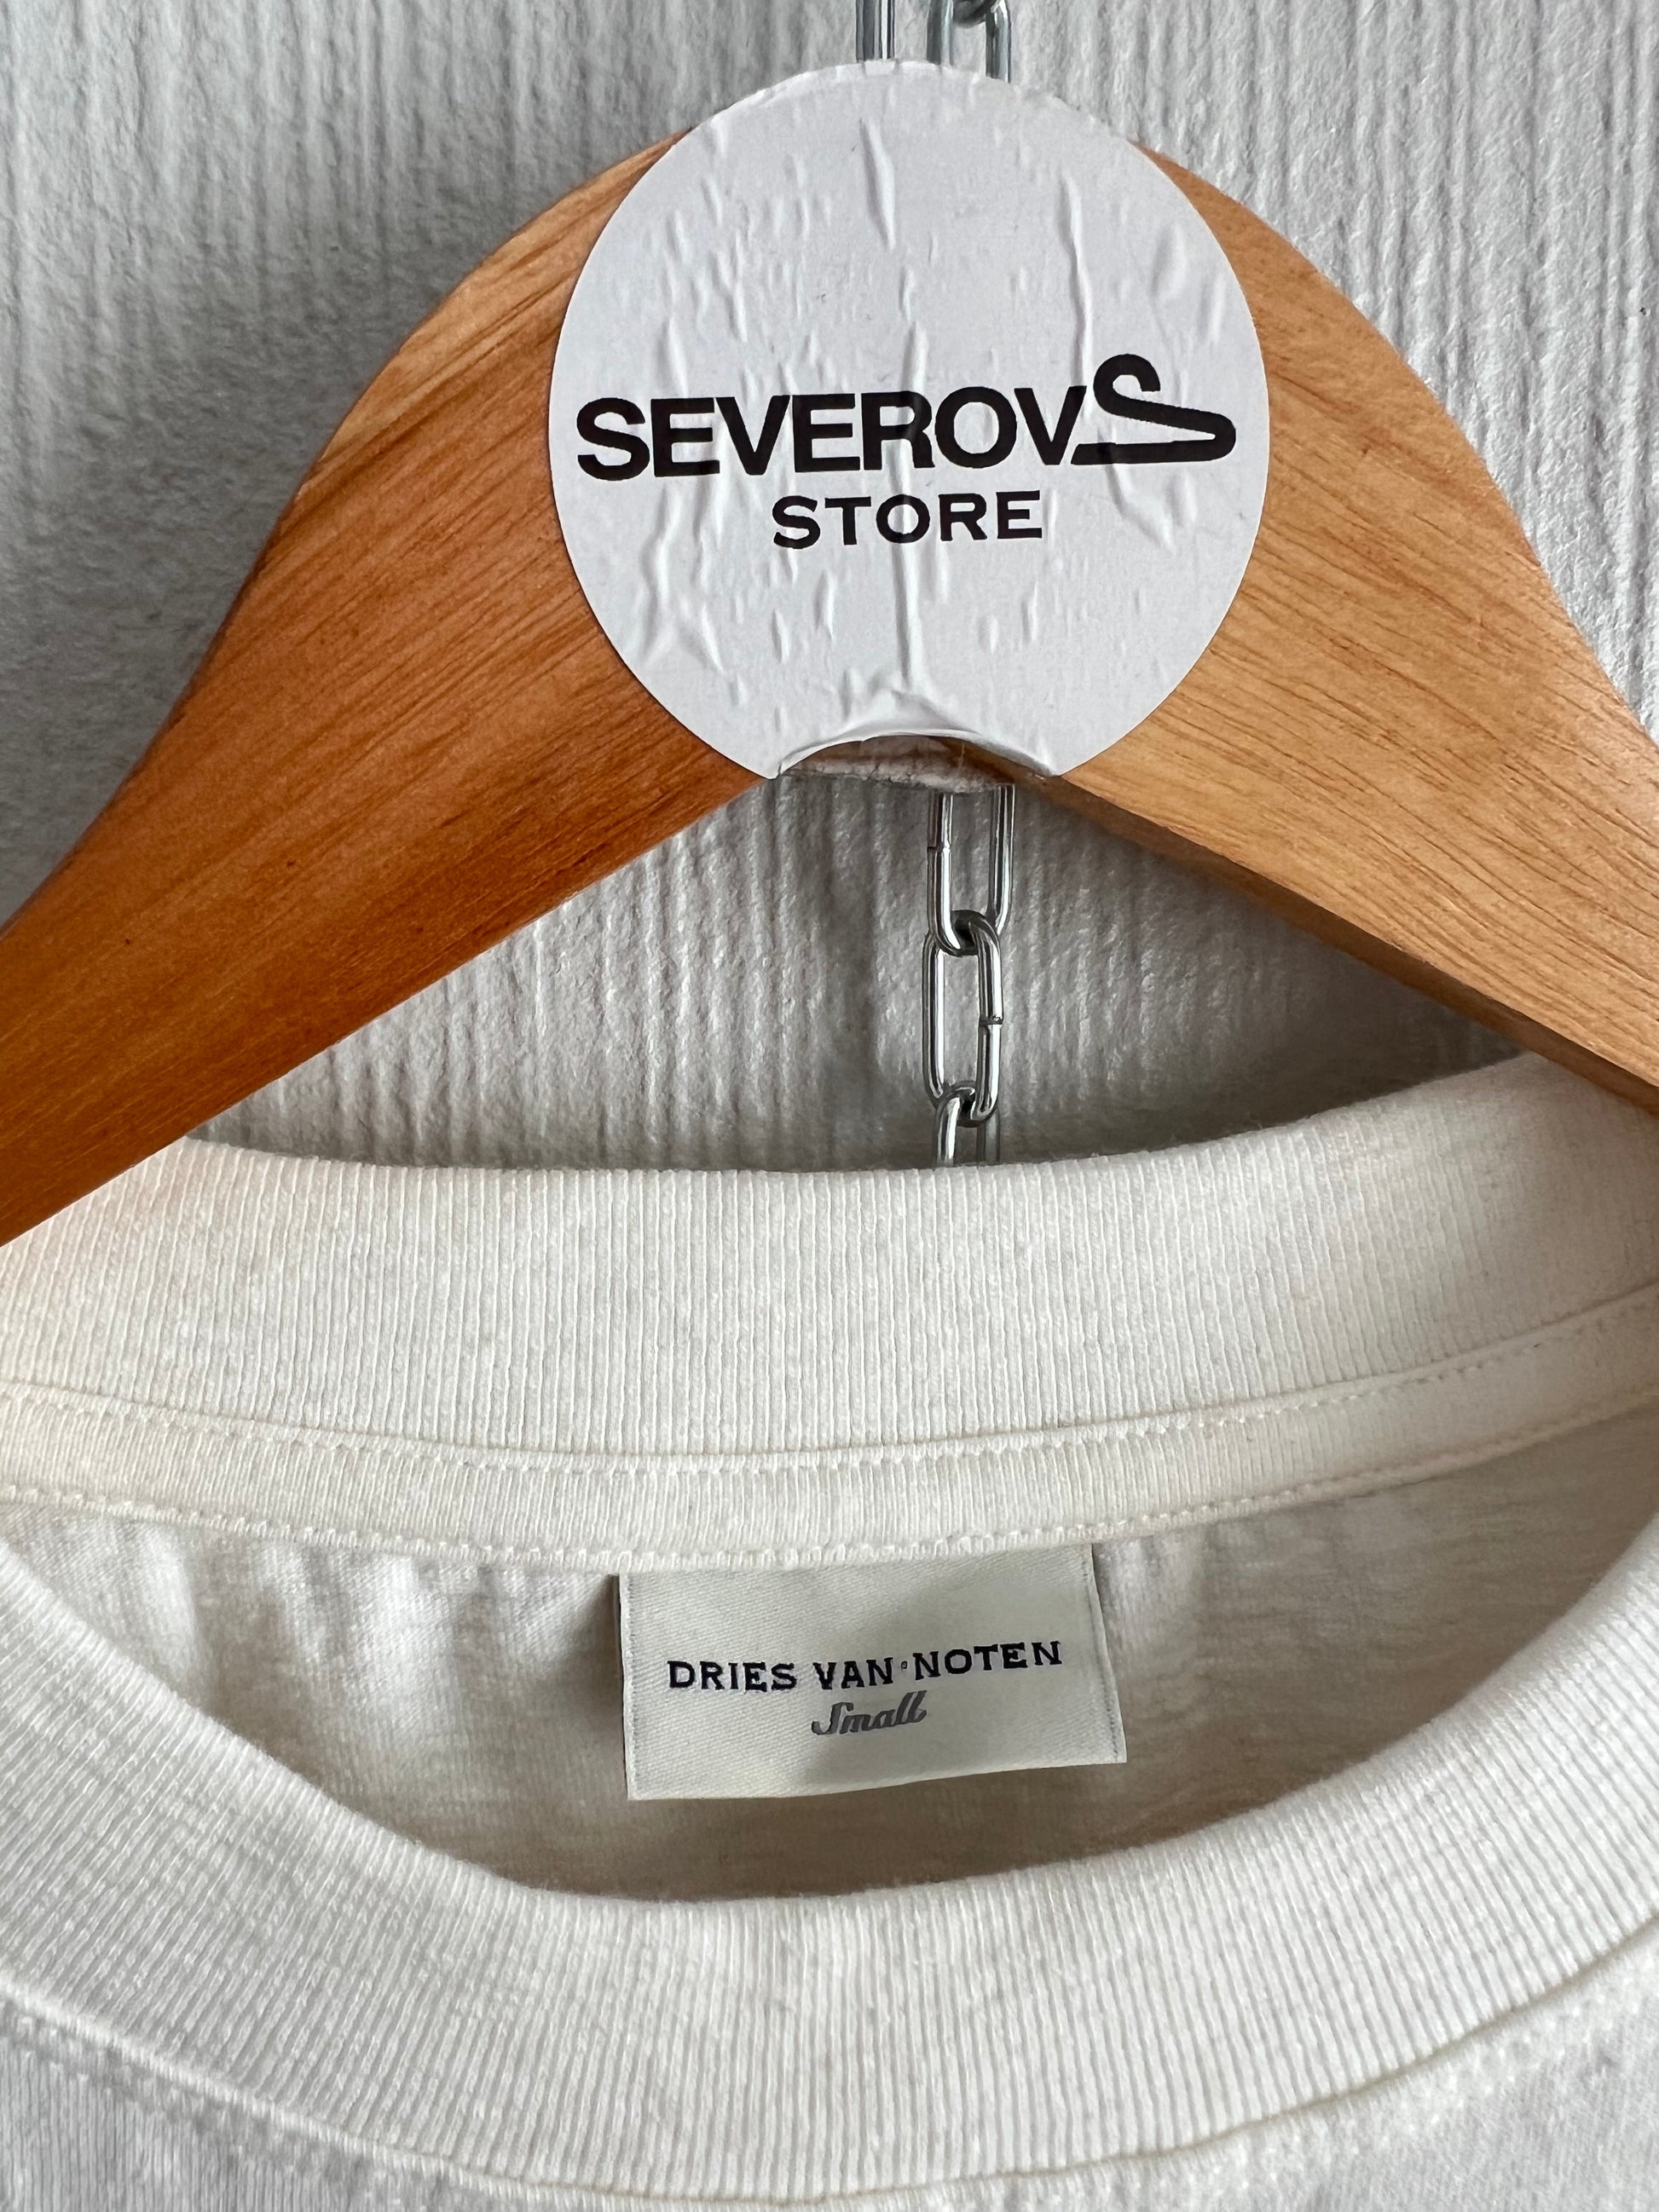 SEVEROVS
STORE
DRIES VAN NOTEN
Small